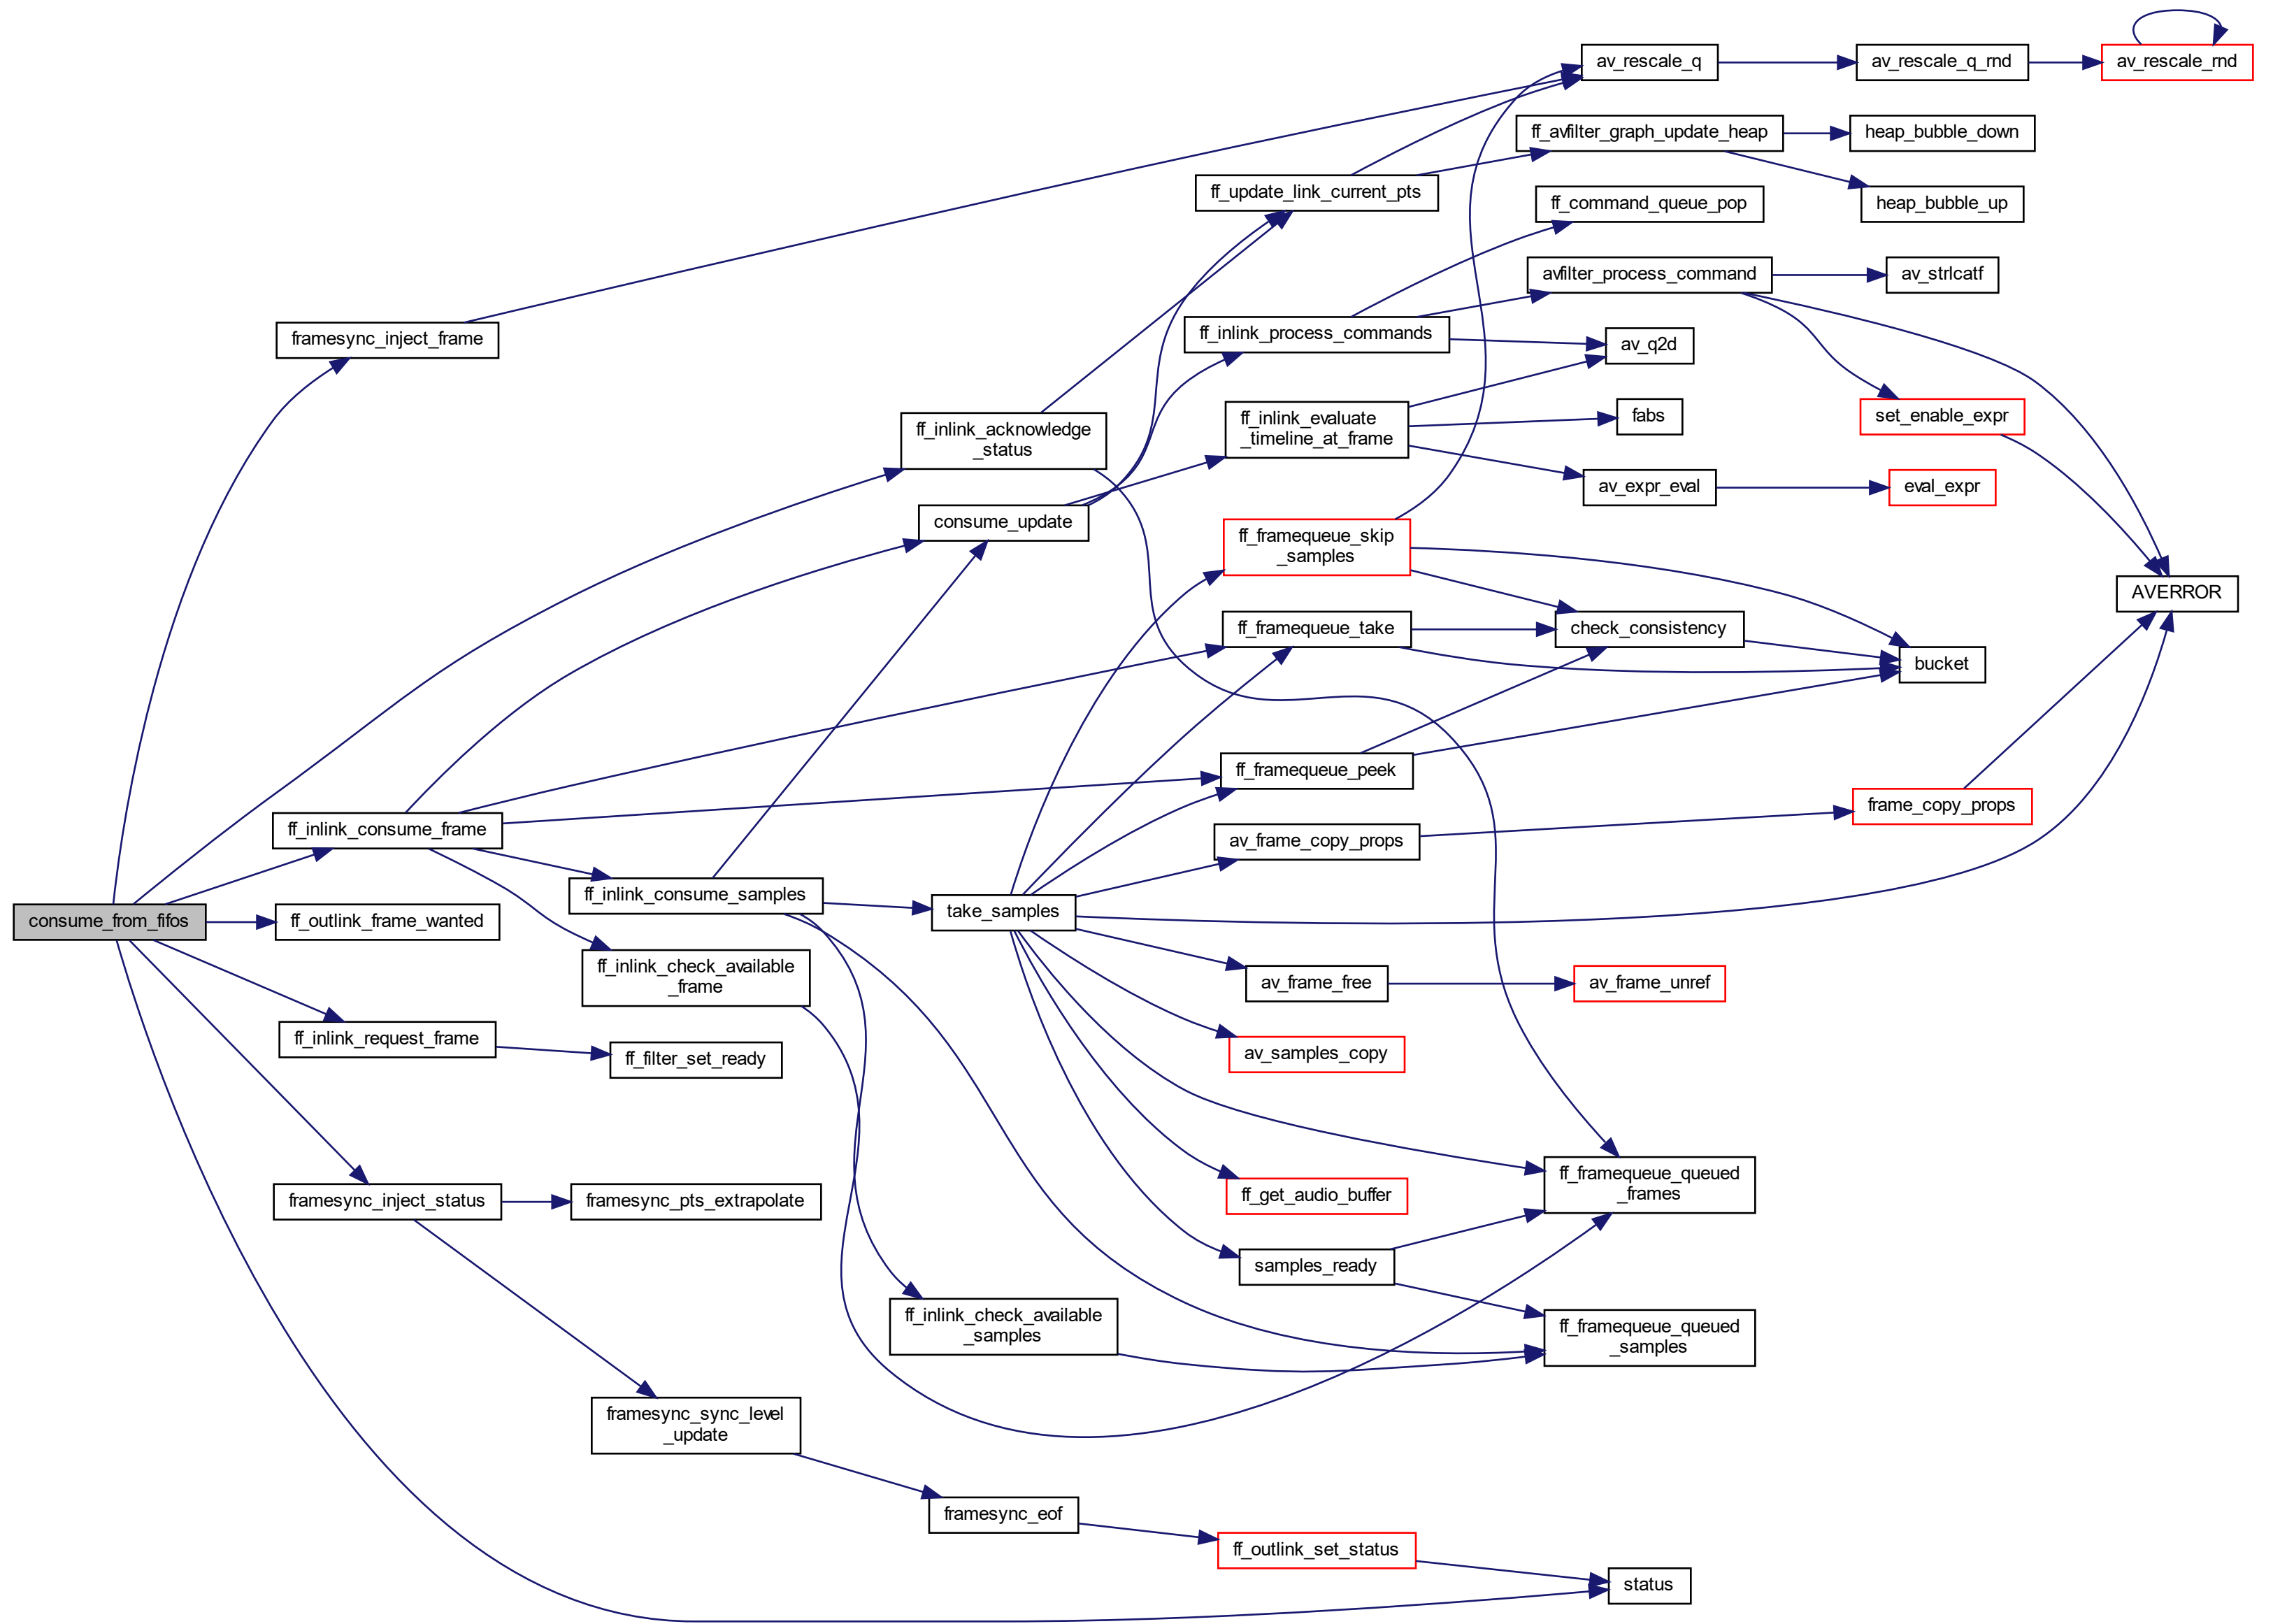 consume_from_fifos
framesync_inject_frame
ff_inlink_consume_frame
ff_outlink_frame_wanted
ff_inlink_request_frame
framesync_inject_status
ff_inlink_consume_samples
ff_inlink_check_available
_frame
ff_filter_set_ready
framesync_pts_extrapolate
framesync_sync_level
_update
ff_inlink_acknowledge
_status
consume_update
take_samples
ff_inlink_check_available
_samples
framesync_eof
ff_update_link_current_pts
ff_inlink_process_commands
ff_inlink_evaluate
_timeline_at_frame
ff_framequeue_skip
_samples
ff_framequeue_take
ff_framequeue_peek
av_frame_copy_props
av_frame_free
av_samples_copy
ff_get_audio_buffer
samples_ready
ff_outlink_set_status
av_rescale_q
ff_avfilter_graph_update_heap
ff_command_queue_pop
avfilter_process_command
av_q2d
fabs
av_expr_eval
check_consistency
av_frame_unref
ff_framequeue_queued
_frames
ff_framequeue_queued
_samples
status
av_rescale_q_rnd
heap_bubble_down
heap_bubble_up
av_strlcatf
set_enable_expr
eval_expr
bucket
frame_copy_props
av_rescale_rnd
AVERROR